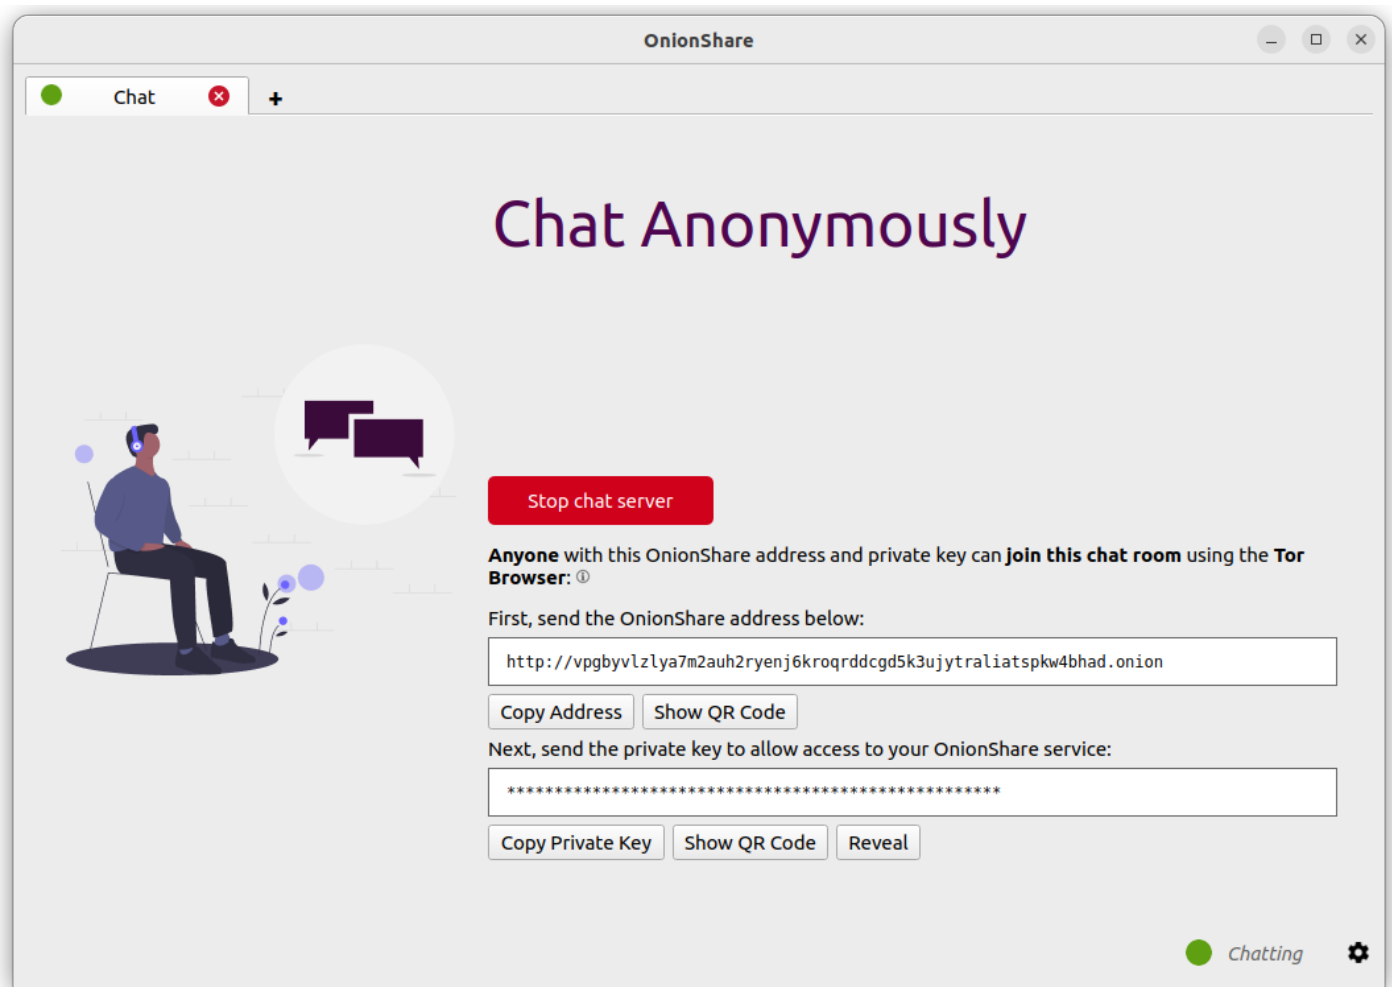 OnionShare
Chat
Chat Anonymously
Stop chat server
Anyone with this OnionShare address and private key can join this chat room using the Tor
Browser:
First, send the OnionShare address below:
http://vpgbyvlzlya7m2auh2ryenj6kroqrddcgd5k3ujytraliatspkw4bhad.onion
Copy Address Show QR Code
Next, send the private key to allow access to your OnionShare service:
****************************************************
Copy Private Key Show QR Code Reveal
Chatting